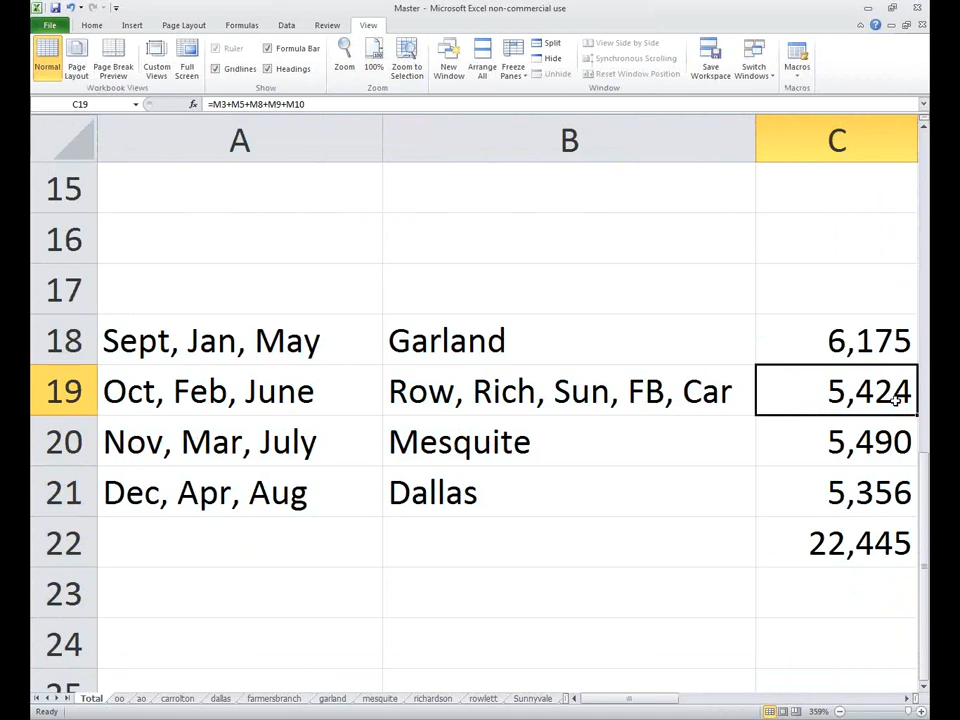 Master - Microsoft Excel non-commercial use
File Home Insert Page Layout Formulas Data Review View
Normal Page Layout Page Break Preview Custom Views Full Screen
Workbook Views
Ruler Formula Bar
Gridlines Headings
Show
Zoom 100% Zoom to Selection
Zoom
New Window Arrange All Freeze Panes
Split
Hide
Unhide
View Side by Side
Synchronous Scrolling
Reset Window Position
Save Workspace Switch Windows
Window
Macros
Macros
C19 fx =M3+M5+M8+M9+M10
A B C
15
16
17
18 Sept, Jan, May Garland 6,175
19 Oct, Feb, June Row, Rich, Sun, FB, Car 5,424
20 Nov, Mar, July Mesquite 5,490
21 Dec, Apr, Aug Dallas 5,356
22 22,445
23
24
25
Total oo ao carrolton dallas farmersbranch garland mesquite richardson rowlett Sunnyvale
Ready 359%